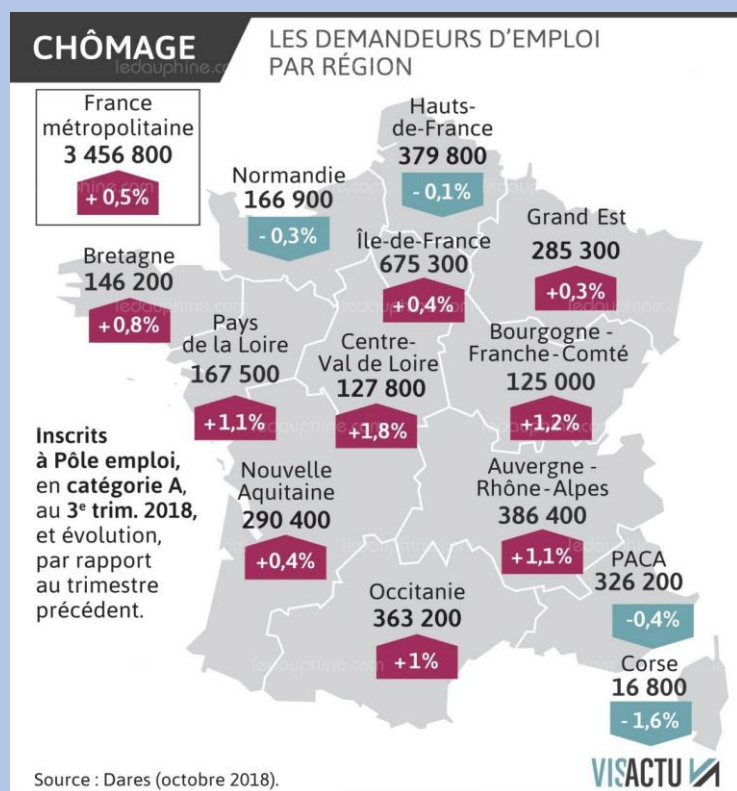 CHÔMAGE
LES DEMANDEURS D'EMPLOI
PAR RÉGION
ledauphine.com
France
métropolitaine
3 456 800
+ 0,5%
Hauts-
de-France
379 800
- 0,1%
Normandie
166 900
- 0,3%
Grand Est
285 300
+0,3%
Île-de-France
675 300
+0,4%
Bretagne
146 200
+0,8%
Pays
de la Loire
167 500
+1,1%
Centre-
Val de Loire
127 800
+1,8%
Bourgogne -
Franche-Comté
125 000
+1,2%
Inscrits
à Pôle emploi,
en catégorie A,
au 3e trim. 2018,
et évolution,
par rapport
au trimestre
précédent.
Nouvelle
Aquitaine
290 400
+0,4%
Auvergne -
Rhône-Alpes
386 400
+1,1%
PACA
326 200
-0,4%
Occitanie
363 200
+1%
Corse
16 800
- 1,6%
ledauphine.com
Source : Dares (octobre 2018).
VISACTU